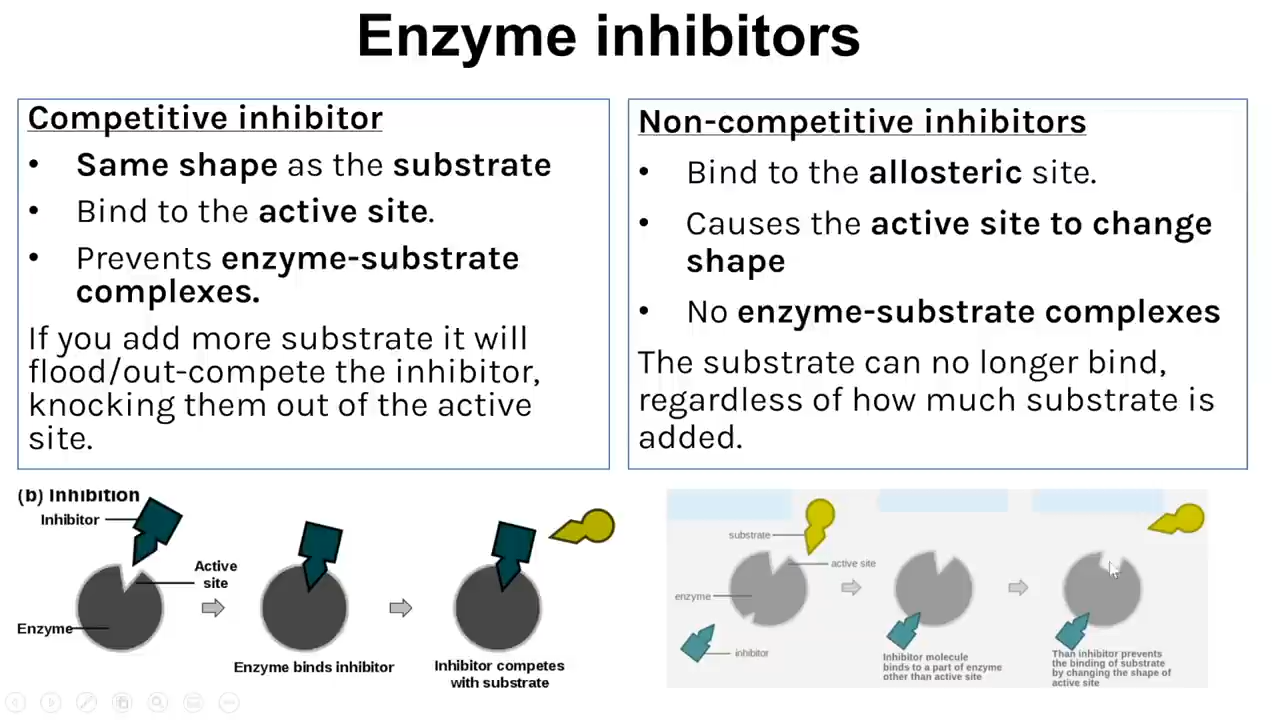 Enzyme inhibitors
Competitive inhibitor
• Same shape as the substrate
• Bind to the active site.
• Prevents enzyme-substrate
complexes.
If you add more substrate it will
flood/out-compete the inhibitor,
knocking them out of the active
site.
Non-competitive inhibitors
• Bind to the allosteric site.
• Causes the active site to change
shape
• No enzyme-substrate complexes
The substrate can no longer bind,
regardless of how much substrate is
added.
(b) Inhibition
Inhibitor
Active
site
Enzyme
Enzyme binds inhibitor
Inhibitor competes
with substrate
substrate
active site
enzyme
inhibitor
Inhibitor molecule
binds to a part of enzyme
other than active site
Than inhibitor prevents
the binding of substrate
by changing the shape of
active site